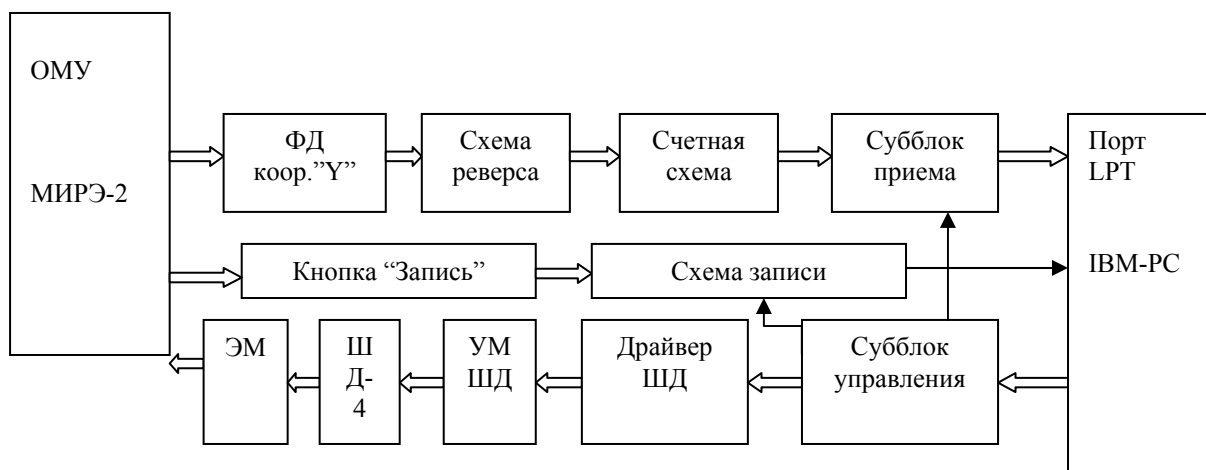 ОМУ
МИРЭ-2
ФД
коор.”Y”
Схема
реверса
Счетная
схема
Субблок
приема
Порт
LPT
IBM-PC
Кнопка “Запись”
Схема записи
ЭМ
Ш
Д-
4
УМ
ШД
Драйвер
ШД
Субблок
управления